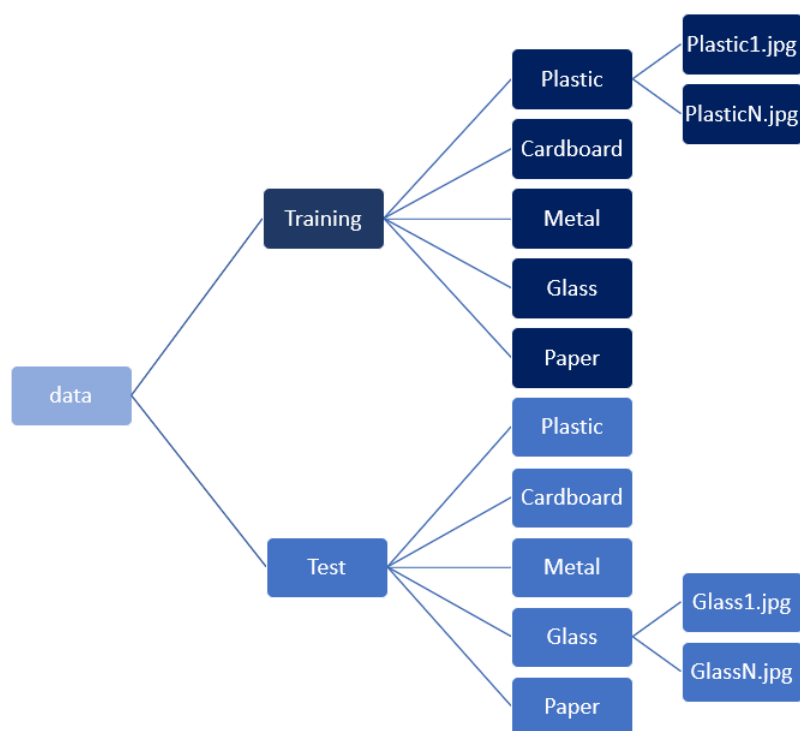 Plastic1.jpg
Plastic
PlasticN.jpg
Cardboard
Training
Metal
Glass
Paper
data
Plastic
Cardboard
Test
Metal
Glass1.jpg
Glass
GlassN.jpg
Paper